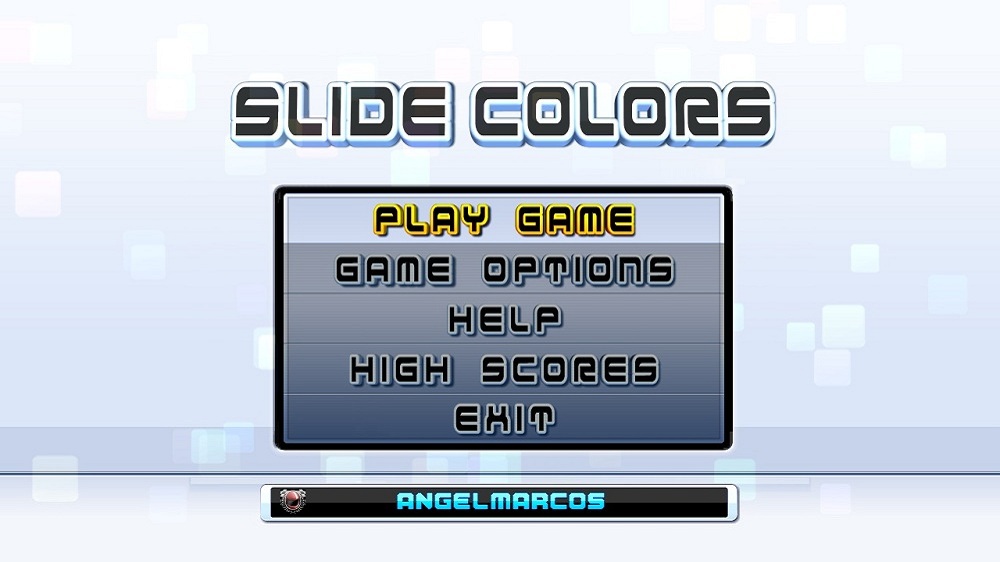 SLIDE COLORS
PLAY GAME
GAME OPTIONS
HELP
HIGH SCORES
EXIT
ANGELMARCOS